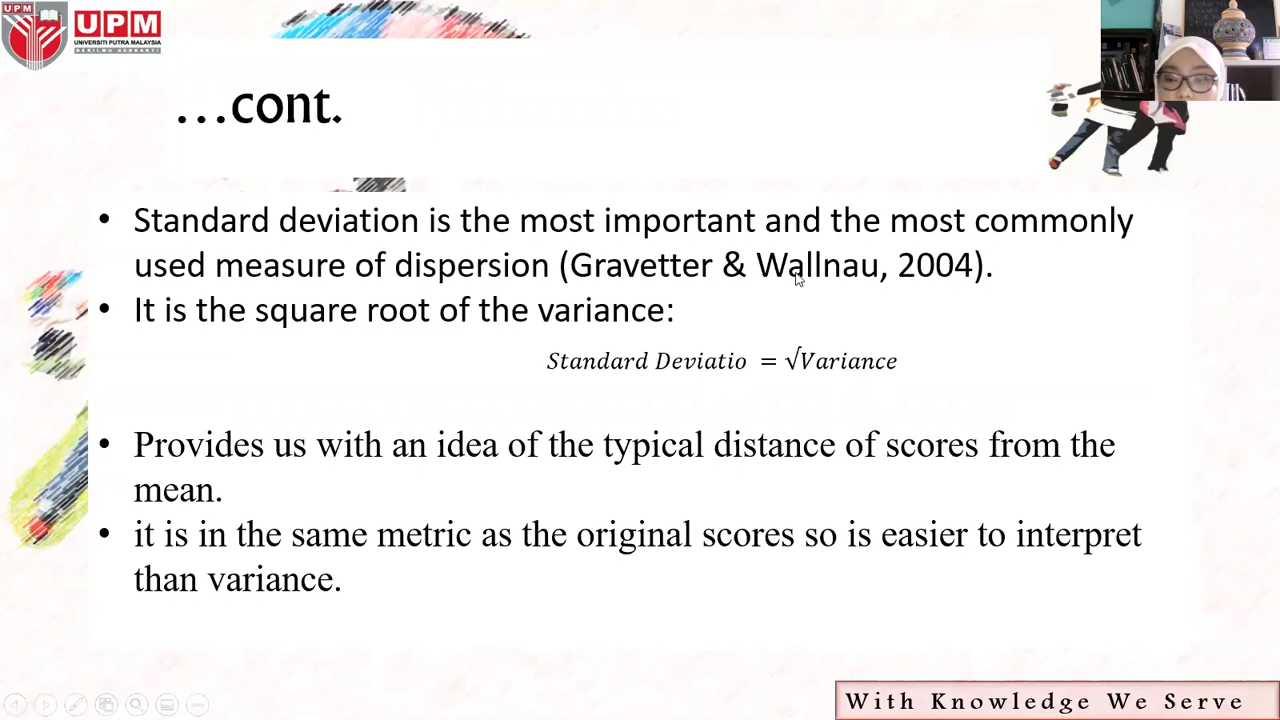 UPM
UPM
UNIVERSITI PUTRA MALAYSIA
BERILMU BERBAKTI
...cont.
• Standard deviation is the most important and the most commonly
used measure of dispersion (Gravetter & Wallnau, 2004).
• It is the square root of the variance:
Standard Deviatio = √Variance
• Provides us with an idea of the typical distance of scores from the
mean.
• it is in the same metric as the original scores so is easier to interpret
than variance.
With Knowledge We Serve